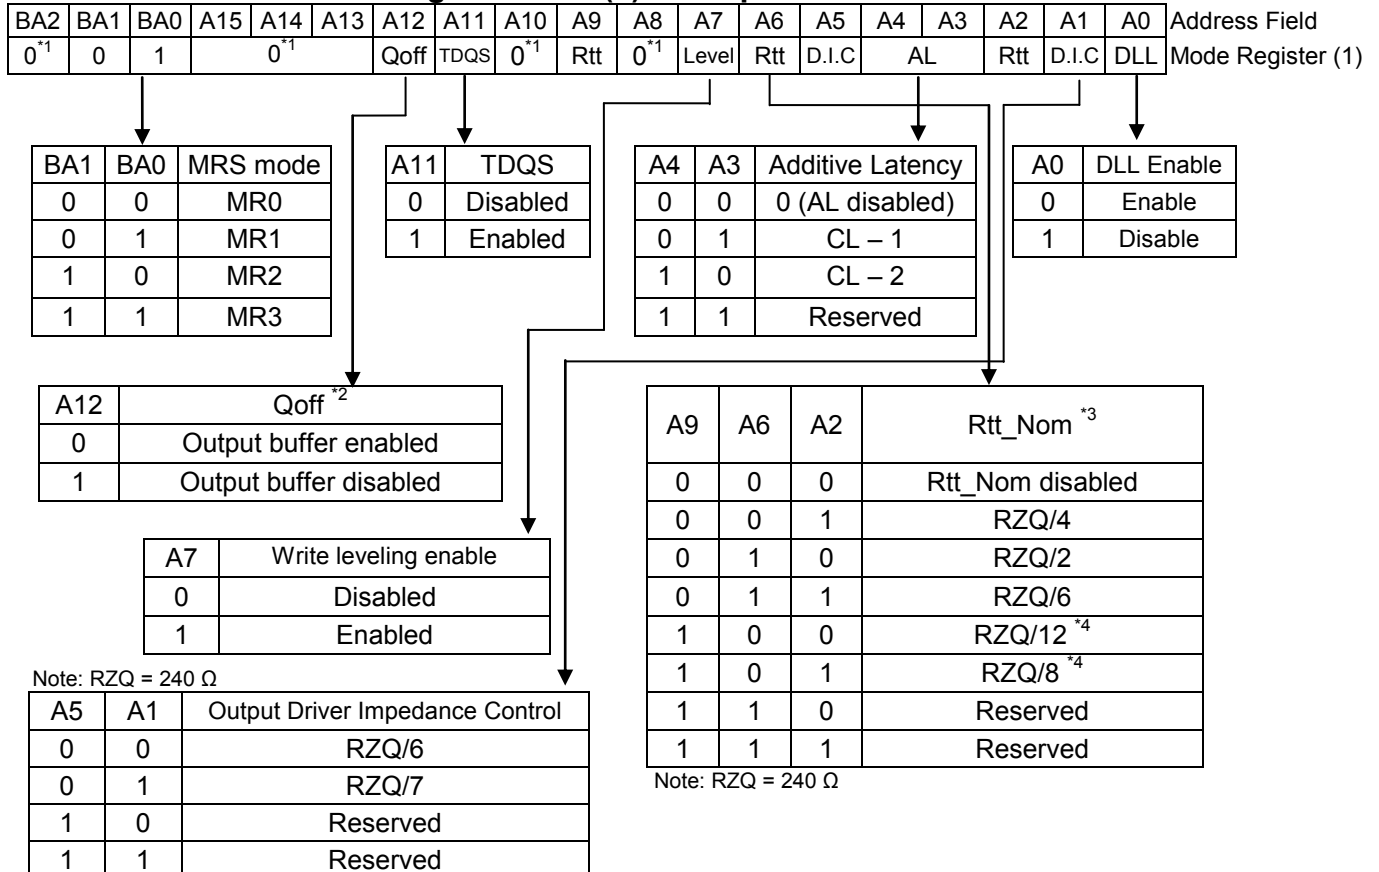 BA2 BA1 BA0 A15 A14 A13 A12 A11 A10 A9 A8 A7 A6 A5 A4 A3 A2 A1 A0 Address Field
0*1 0 1 0*1 Qoff TDQS 0*1 Rtt 0*1 Level Rtt D.I.C AL Rtt D.I.C DLL Mode Register (1)
BA1 BA0 MRS mode
0 0 MR0
0 1 MR1
1 0 MR2
1 1 MR3
A11 TDQS
0 Disabled
1 Enabled
A4 A3 Additive Latency
0 0 0 (AL disabled)
0 1 CL – 1
1 0 CL – 2
1 1 Reserved
A0 DLL Enable
0 Enable
1 Disable
A12 Qoff *2
0 Output buffer enabled
1 Output buffer disabled
A7 Write leveling enable
0 Disabled
1 Enabled
A9 A6 A2 Rtt_Nom *3
0 0 0 Rtt_Nom disabled
0 0 1 RZQ/4
0 1 0 RZQ/2
0 1 1 RZQ/6
1 0 0 RZQ/12 *4
1 0 1 RZQ/8 *4
1 1 0 Reserved
1 1 1 Reserved
Note: RZQ = 240 Ω
Note: RZQ = 240 Ω
A5 A1 Output Driver Impedance Control
0 0 RZQ/6
0 1 RZQ/7
1 0 Reserved
1 1 Reserved